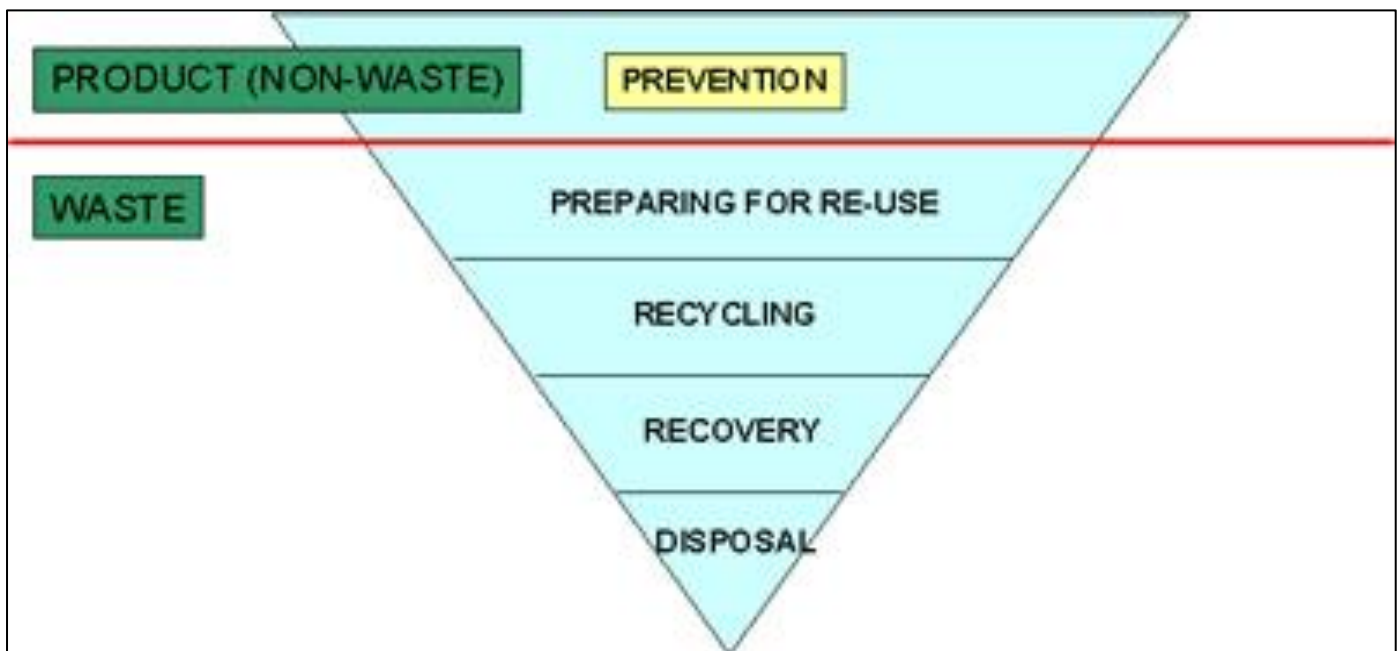 PRODUCT (NON-WASTE)
PREVENTION
WASTE
PREPARING FOR RE-USE
RECYCLING
RECOVERY
DISPOSAL